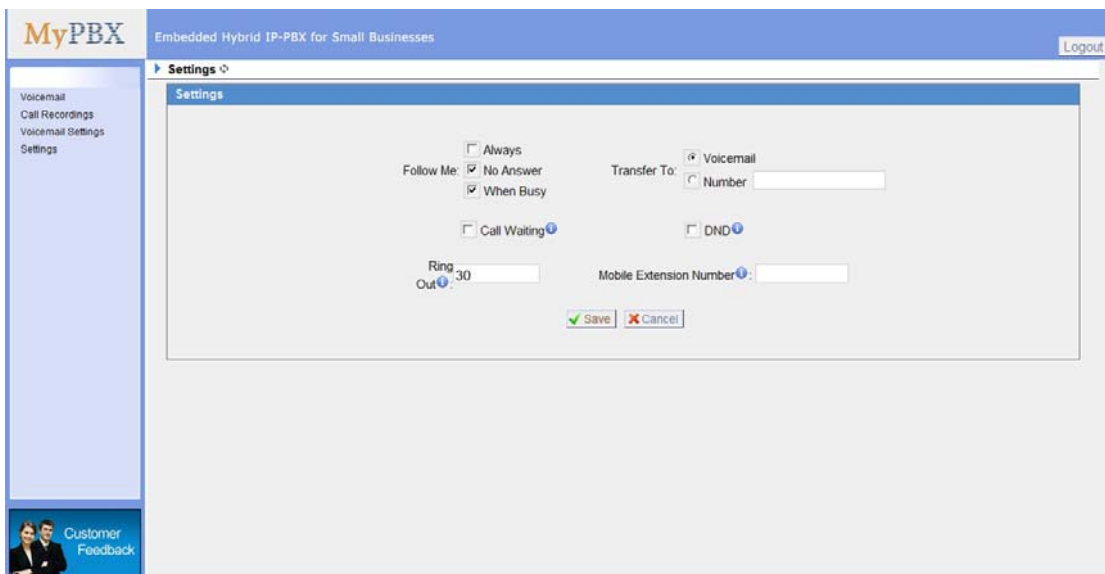 MyPBX
Embedded Hybrid IP-PBX for Small Businesses
Logout
Settings
Voicemail
Call Recordings
Voicemail Settings
Settings
Settings
Follow Me:
Always
No Answer
When Busy
Transfer To:
Voicemail
Number
Call Waiting
DND
Ring Out:
30
Mobile Extension Number:
Save
Cancel
Customer
Feedback